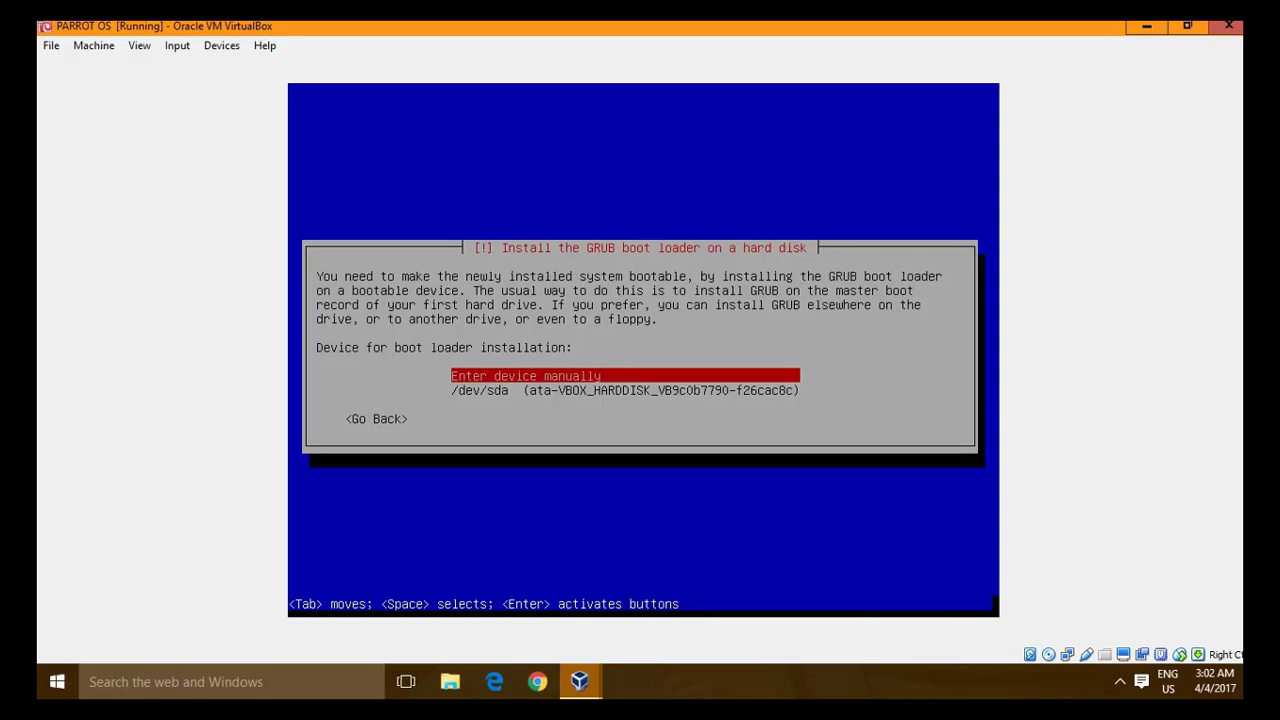 PARROT OS [Running] - Oracle VM VirtualBox
File Machine View Input Devices Help
[!] Install the GRUB boot loader on a hard disk
You need to make the newly installed system bootable, by installing the GRUB boot loader
on a bootable device. The usual way to do this is to install GRUB on the master boot
record of your first hard drive. If you prefer, you can install GRUB elsewhere on the
drive, or to another drive, or even to a floppy.
Device for boot loader installation:
Enter device manually
/dev/sda (ata-VBOX_HARDDISK_VB9c0b7790-f26cac8c)
<Go Back>
<Tab> moves; <Space> selects; <Enter> activates buttons
Right Ct
Search the web and Windows
ENG
US
3:02 AM
4/4/2017